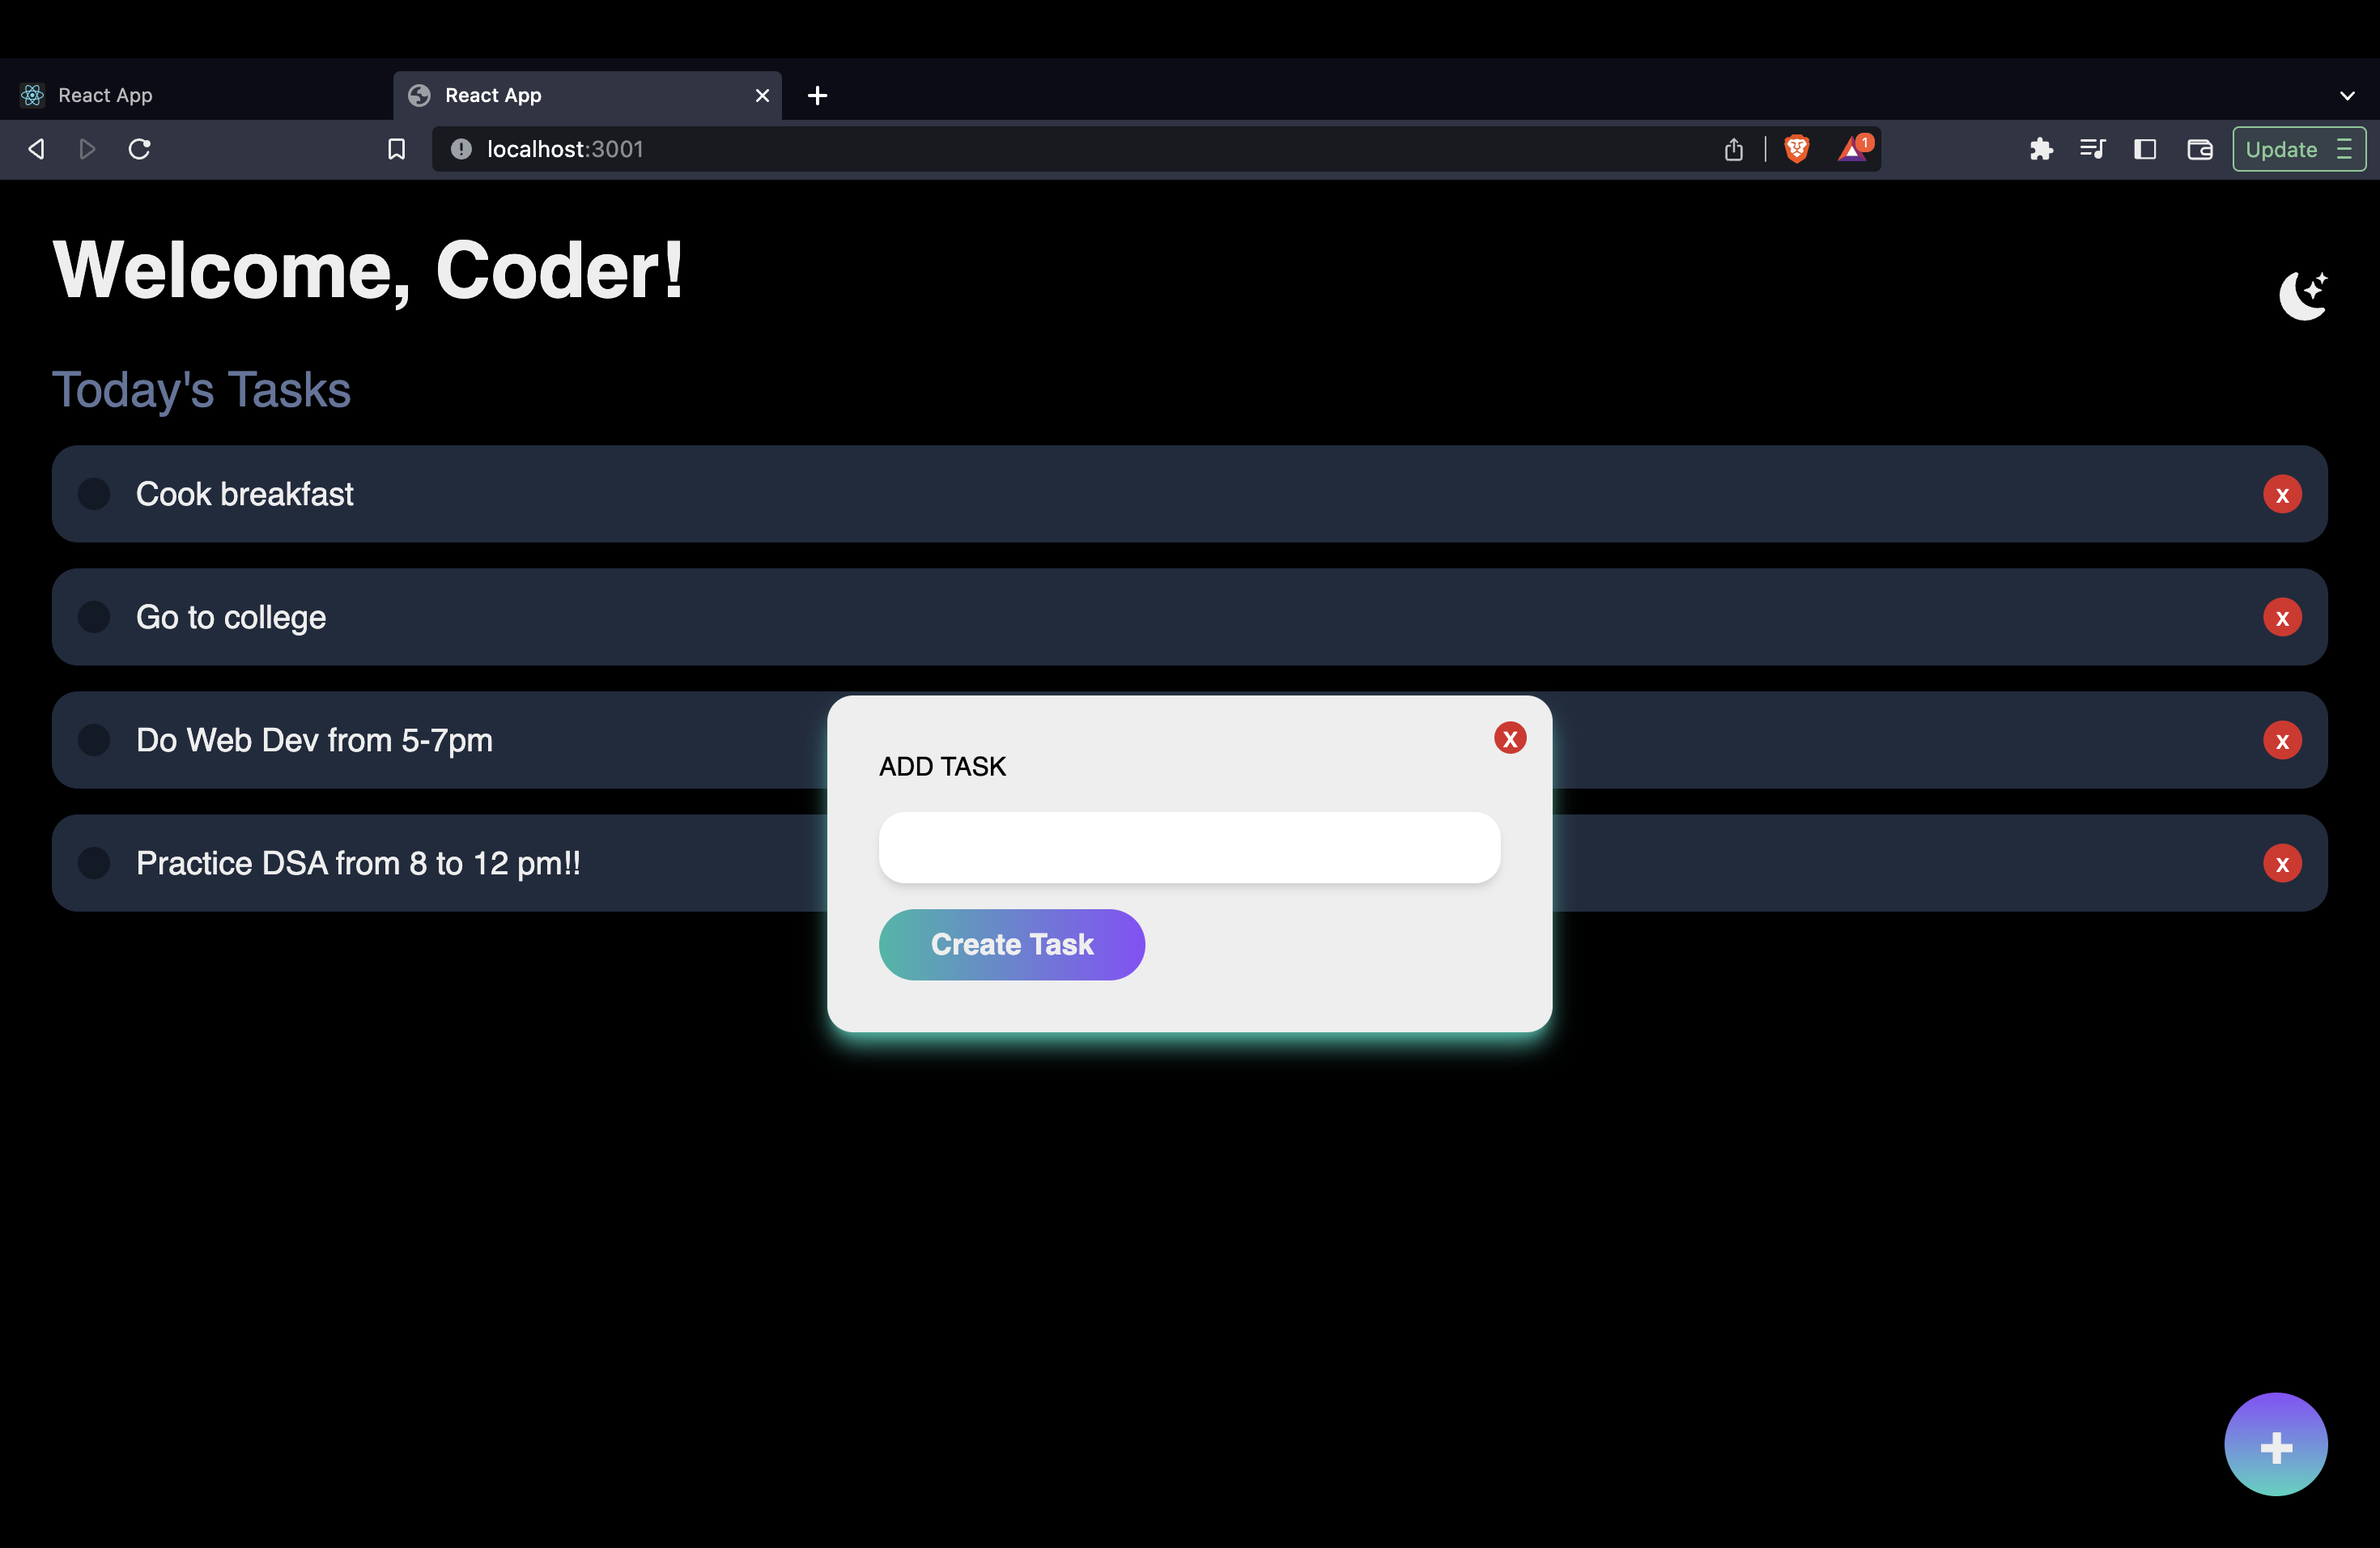 React App
React App
localhost:3001
1
Update
Welcome, Coder!
Today's Tasks
Cook breakfast
x
Go to college
x
Do Web Dev from 5-7pm
x
Practice DSA from 8 to 12 pm!!
x
x
ADD TASK
Create Task
+